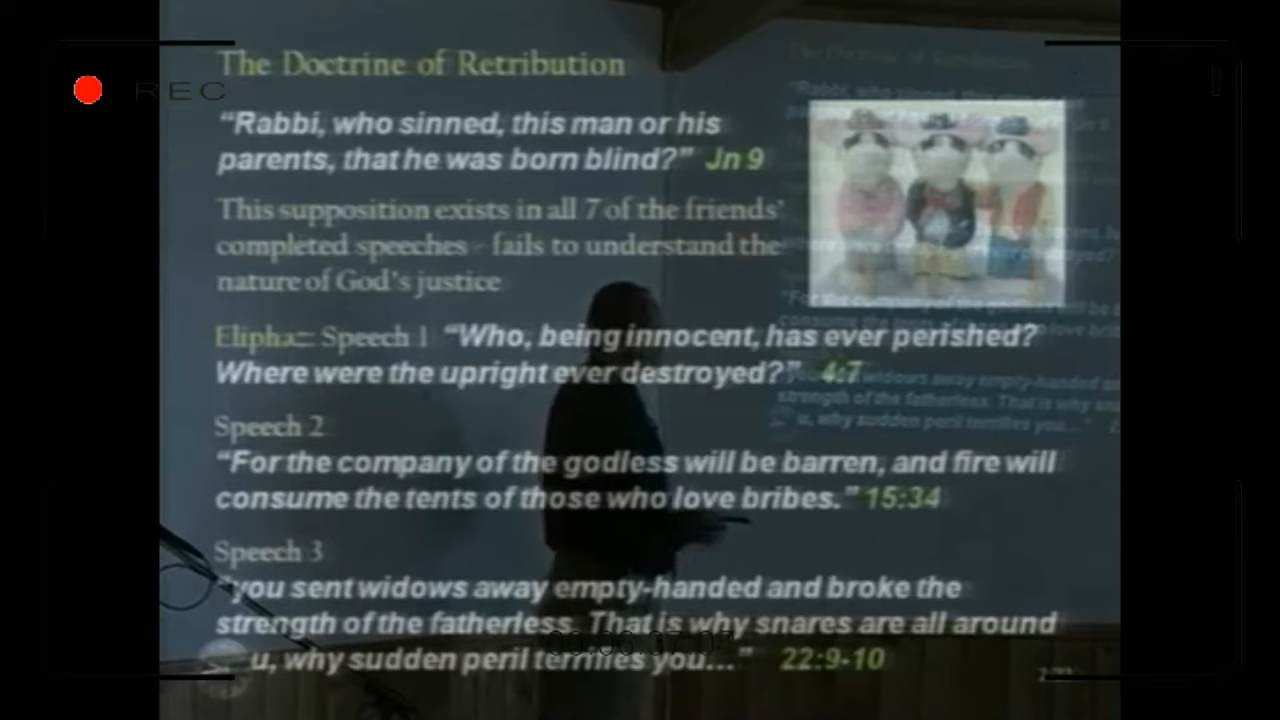 The Doctrine of Retribution
REC
“Rabbi, who sinned, this man or his
parents, that he was born blind?” Jn 9
This supposition exists in all 7 of the friends'
completed speeches - fails to understand the
nature of God's justice
Eliphaz Speech 1 “Who, being innocent, has ever perished?
Where were the upright ever destroyed?” 4:7
Speech 2
“For the company of the godless will be barren, and fire will
consume the tents of those who love bribes.” 15:34
Speech 3
“you sent widows away empty-handed and broke the
strength of the fatherless. That is why snares are all around
u, why sudden peril terrifies you...” 22:9-10